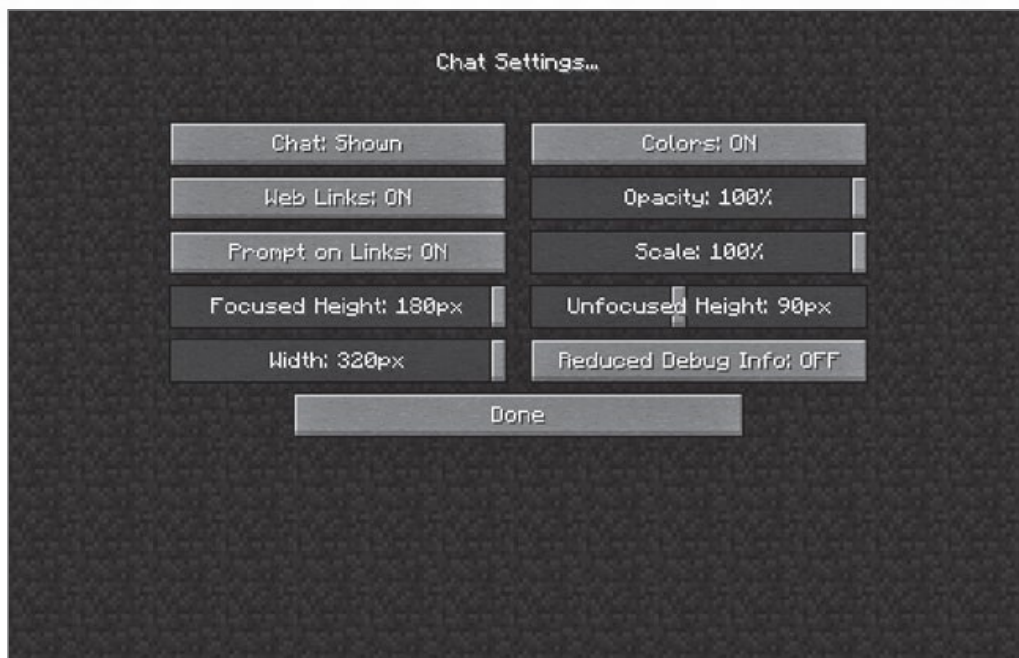 Chat Settings...
Chat: Shown
Colors: ON
Web Links: ON
Opacity: 100%
Prompt on Links: ON
Scale: 100%
Focused Height: 180px
Unfocused Height: 90px
Width: 320px
Reduced Debug Info: OFF
Done